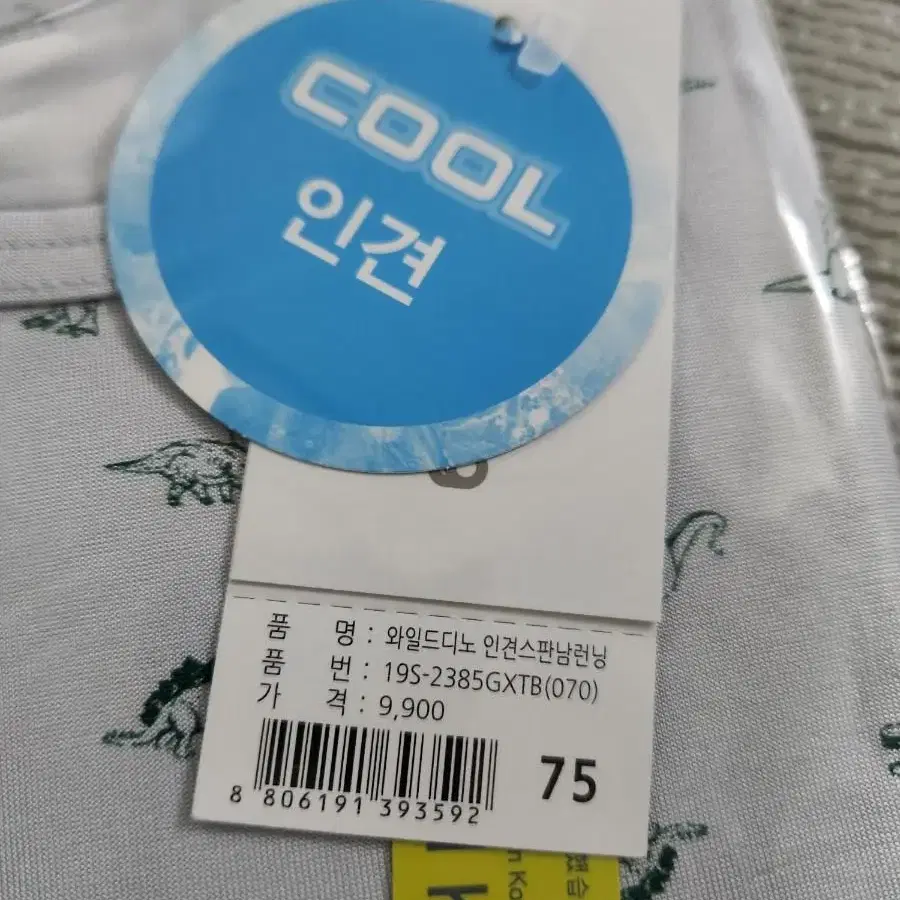 COOL
인견
품 명 : 와일드디노 인견스판남런닝
품 번 : 19S-2385GXTB(070)
가 격 : 9,900
75
8 806191 393592